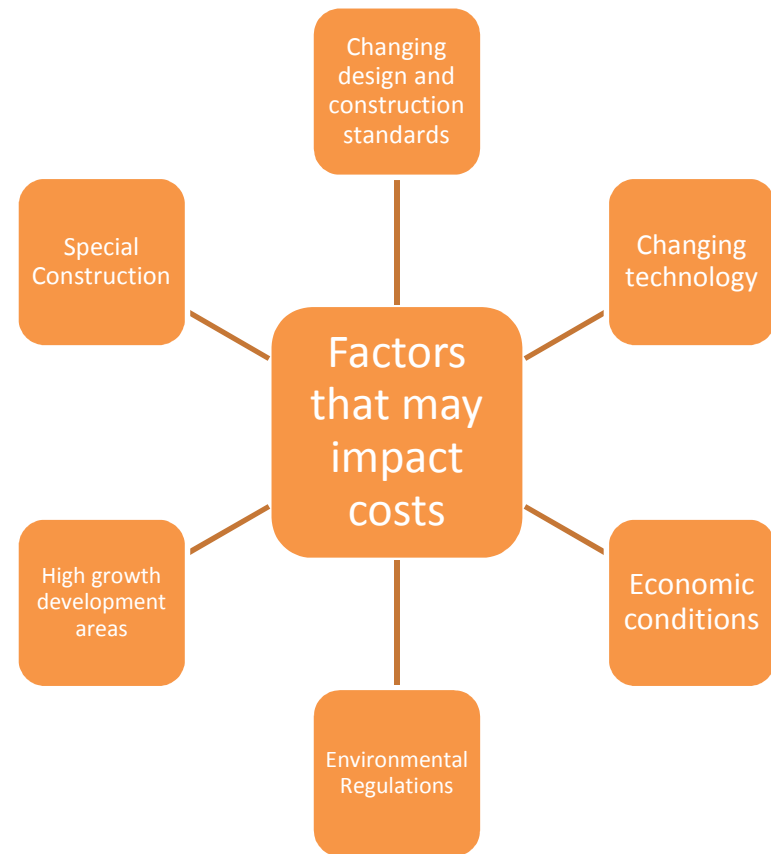 Changing
design and
construction
standards
Special
Construction
Changing
technology
Factors
that may
impact
costs
High growth
development
areas
Economic
conditions
Environmental
Regulations